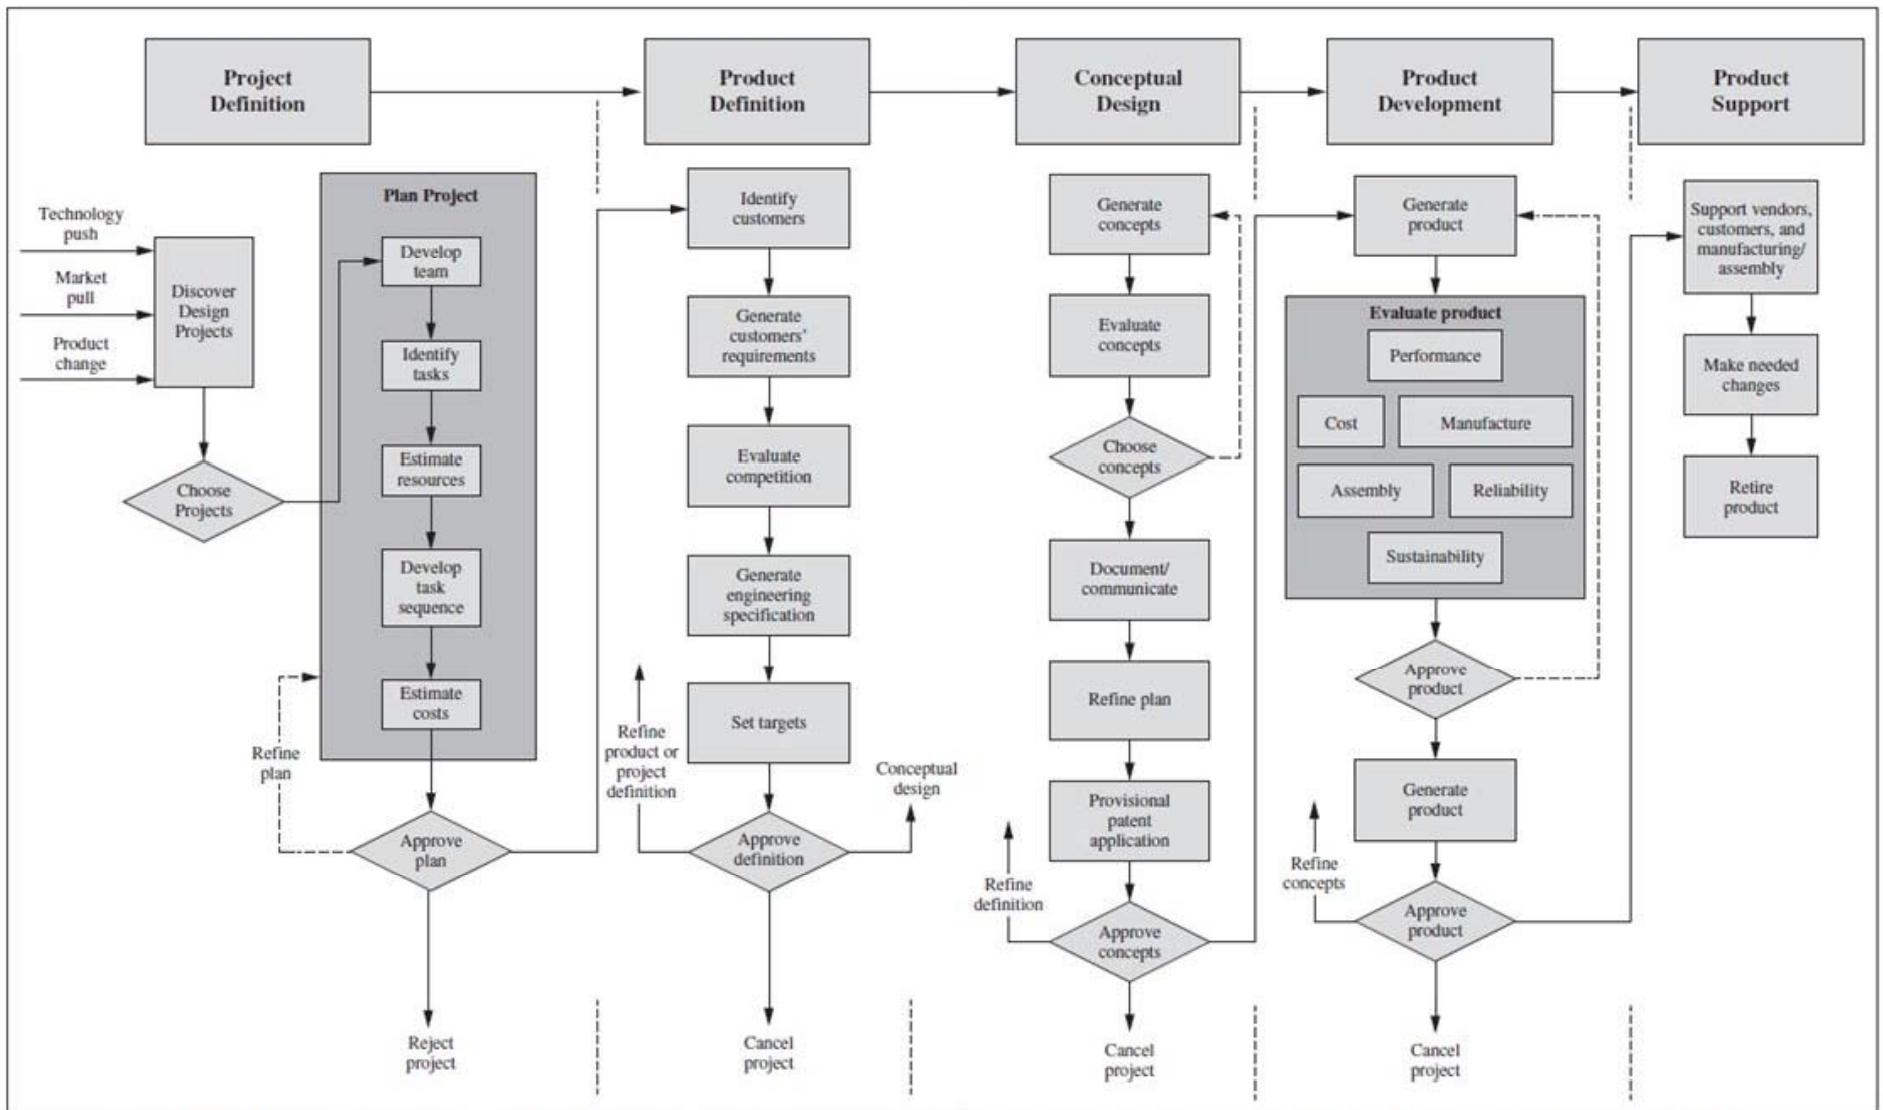 Project
Definition
Product
Definition
Conceptual
Design
Product
Development
Product
Support
Technology
push
Market
pull
Product
change
Discover
Design
Projects
Choose
Projects
Plan Project
Develop
team
Identify
tasks
Estimate
resources
Develop
task
sequence
Estimate
costs
Refine
plan
Approve
plan
Reject
project
Identify
customers
Generate
customers'
requirements
Evaluate
competition
Generate
engineering
specification
Set targets
Refine
product or
project
definition
Conceptual
design
Approve
definition
Cancel
project
Generate
concepts
Evaluate
concepts
Choose
concepts
Document/
communicate
Refine plan
Provisional
patent
application
Refine
definition
Approve
concepts
Cancel
project
Generate
product
Evaluate product
Performance
Cost
Manufacture
Assembly
Reliability
Sustainability
Approve
product
Generate
product
Refine
concepts
Approve
product
Cancel
project
Support vendors,
customers, and
manufacturing/
assembly
Make needed
changes
Retire
product